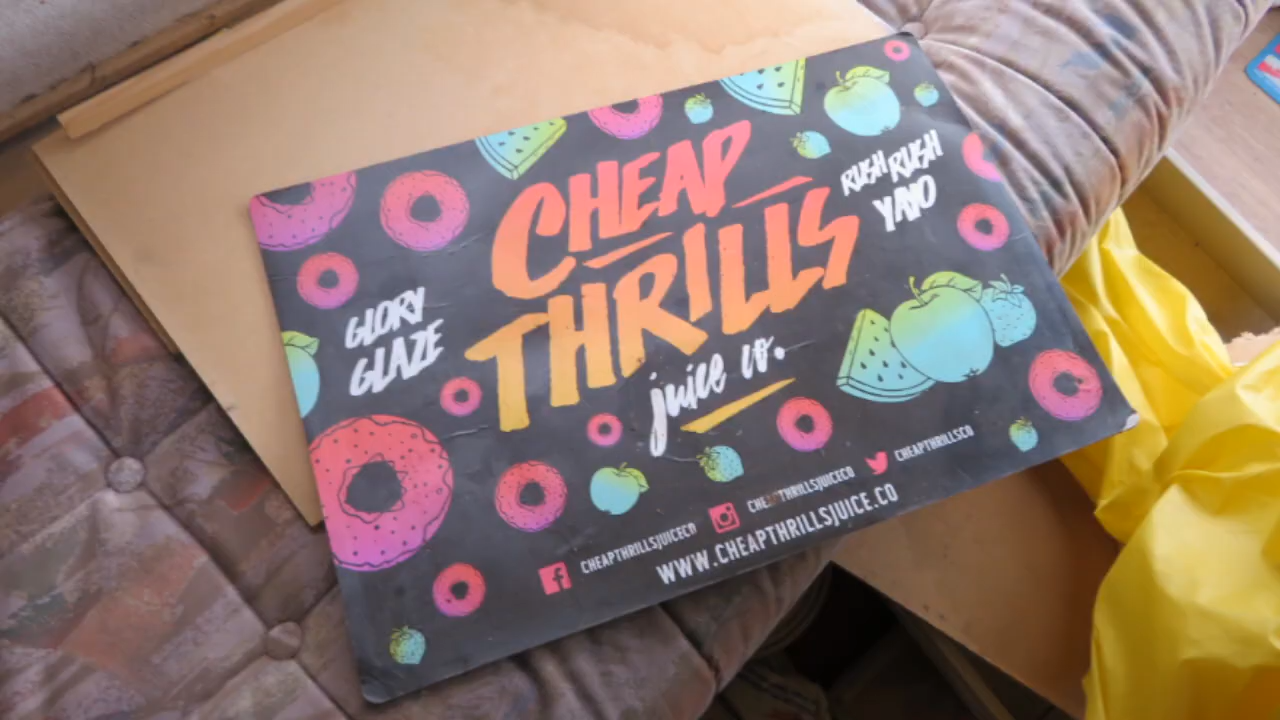 CHEAP
THRILLS
juice co.
RUSH RUSH
YAYO
GLORY
GLAZE
CHEAPTHRILLSJUICECO
CHEAPTHRILLSJUICECO
CHEAPTHRILLSCO
WWW.CHEAPTHRILLSJUICE.CO